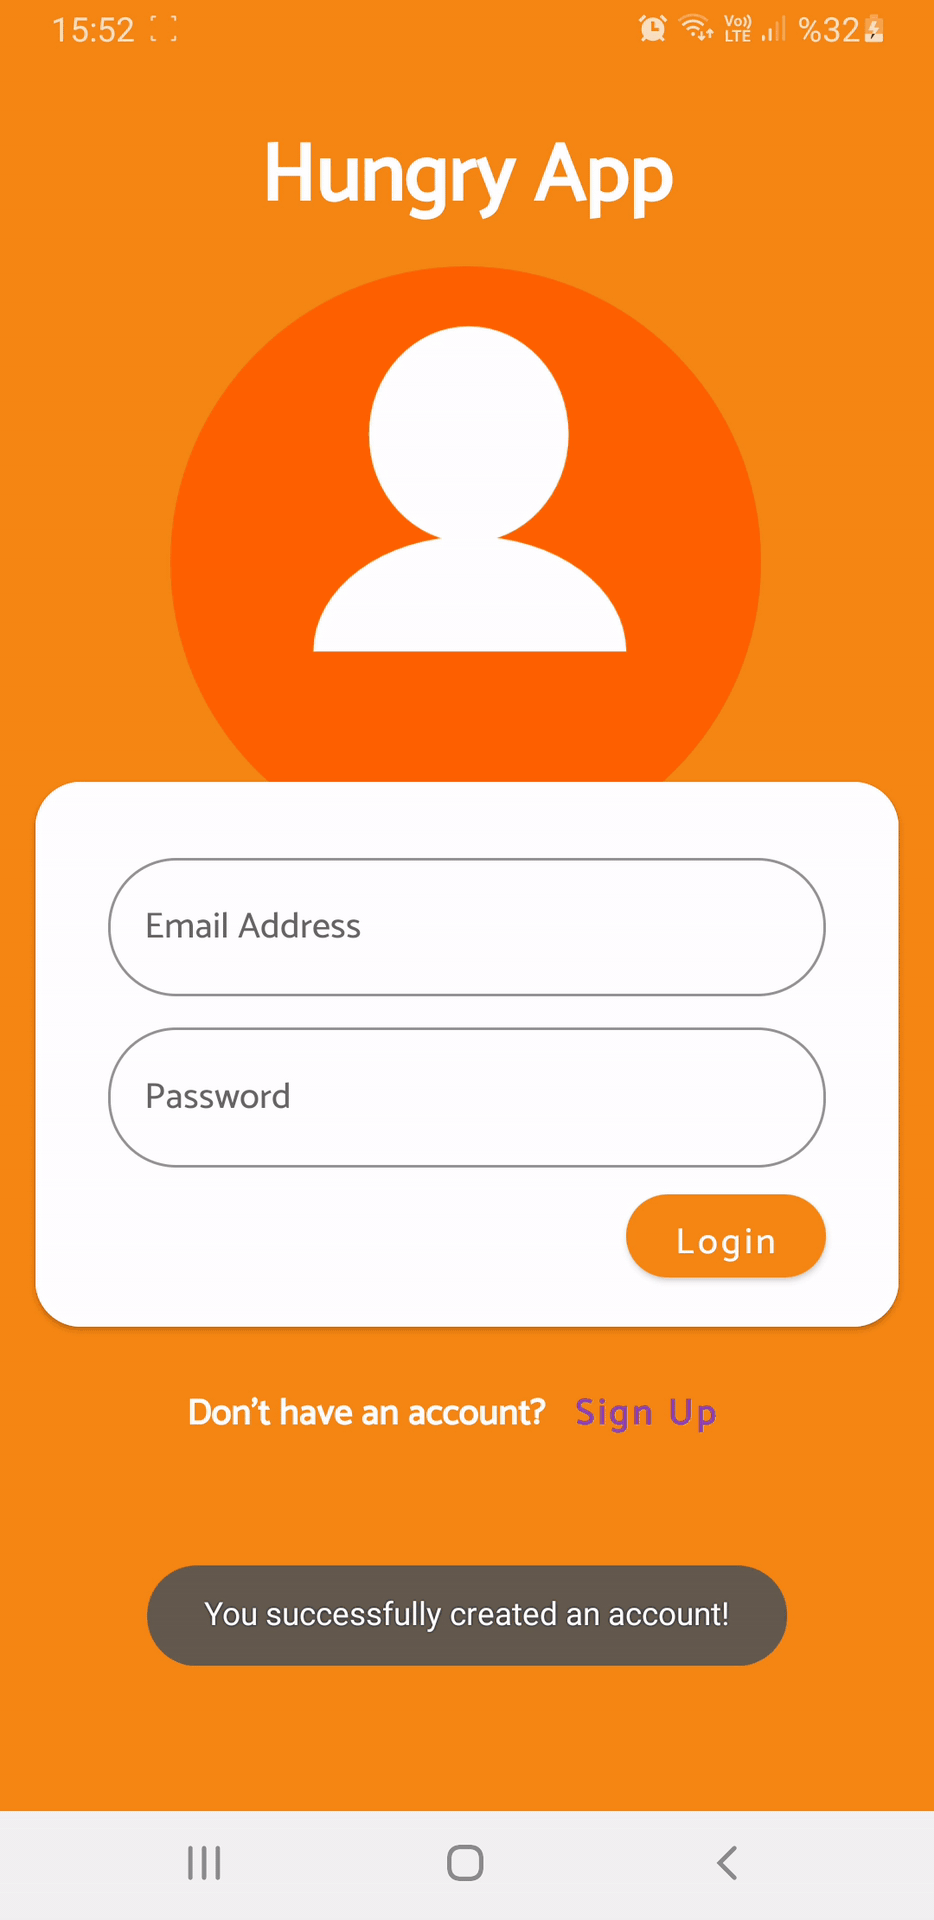 15:52 Vo)) LTE %32
Hungry App
Email Address
Password
Login
Don't have an account? Sign Up
You successfully created an account!